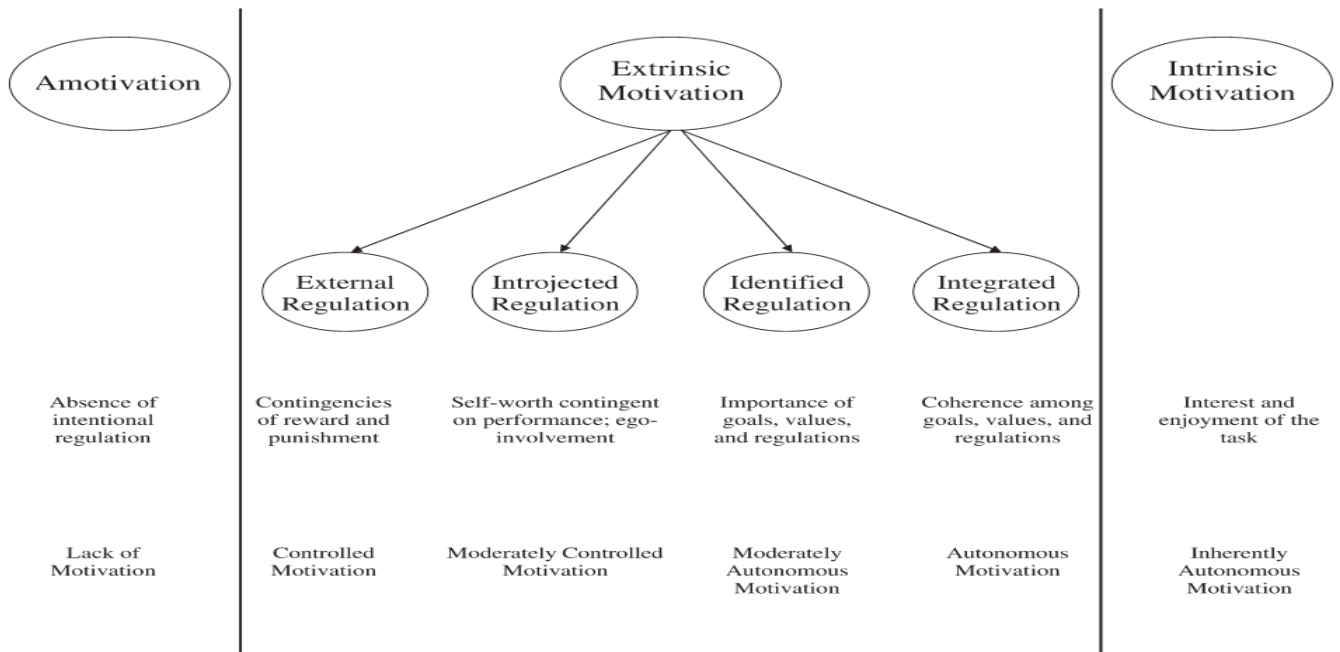 Amotivation
Extrinsic
Motivation
Intrinsic
Motivation
External
Regulation
Introjected
Regulation
Identified
Regulation
Integrated
Regulation
Absence of
intentional
regulation
Contingencies
of reward and
punishment
Self-worth contingent
on performance; ego-
involvement
Importance of
goals, values,
and regulations
Coherence among
goals, values, and
regulations
Interest and
enjoyment of the
task
Lack of
Motivation
Controlled
Motivation
Moderately Controlled
Motivation
Moderately
Autonomous
Motivation
Autonomous
Motivation
Inherently
Autonomous
Motivation